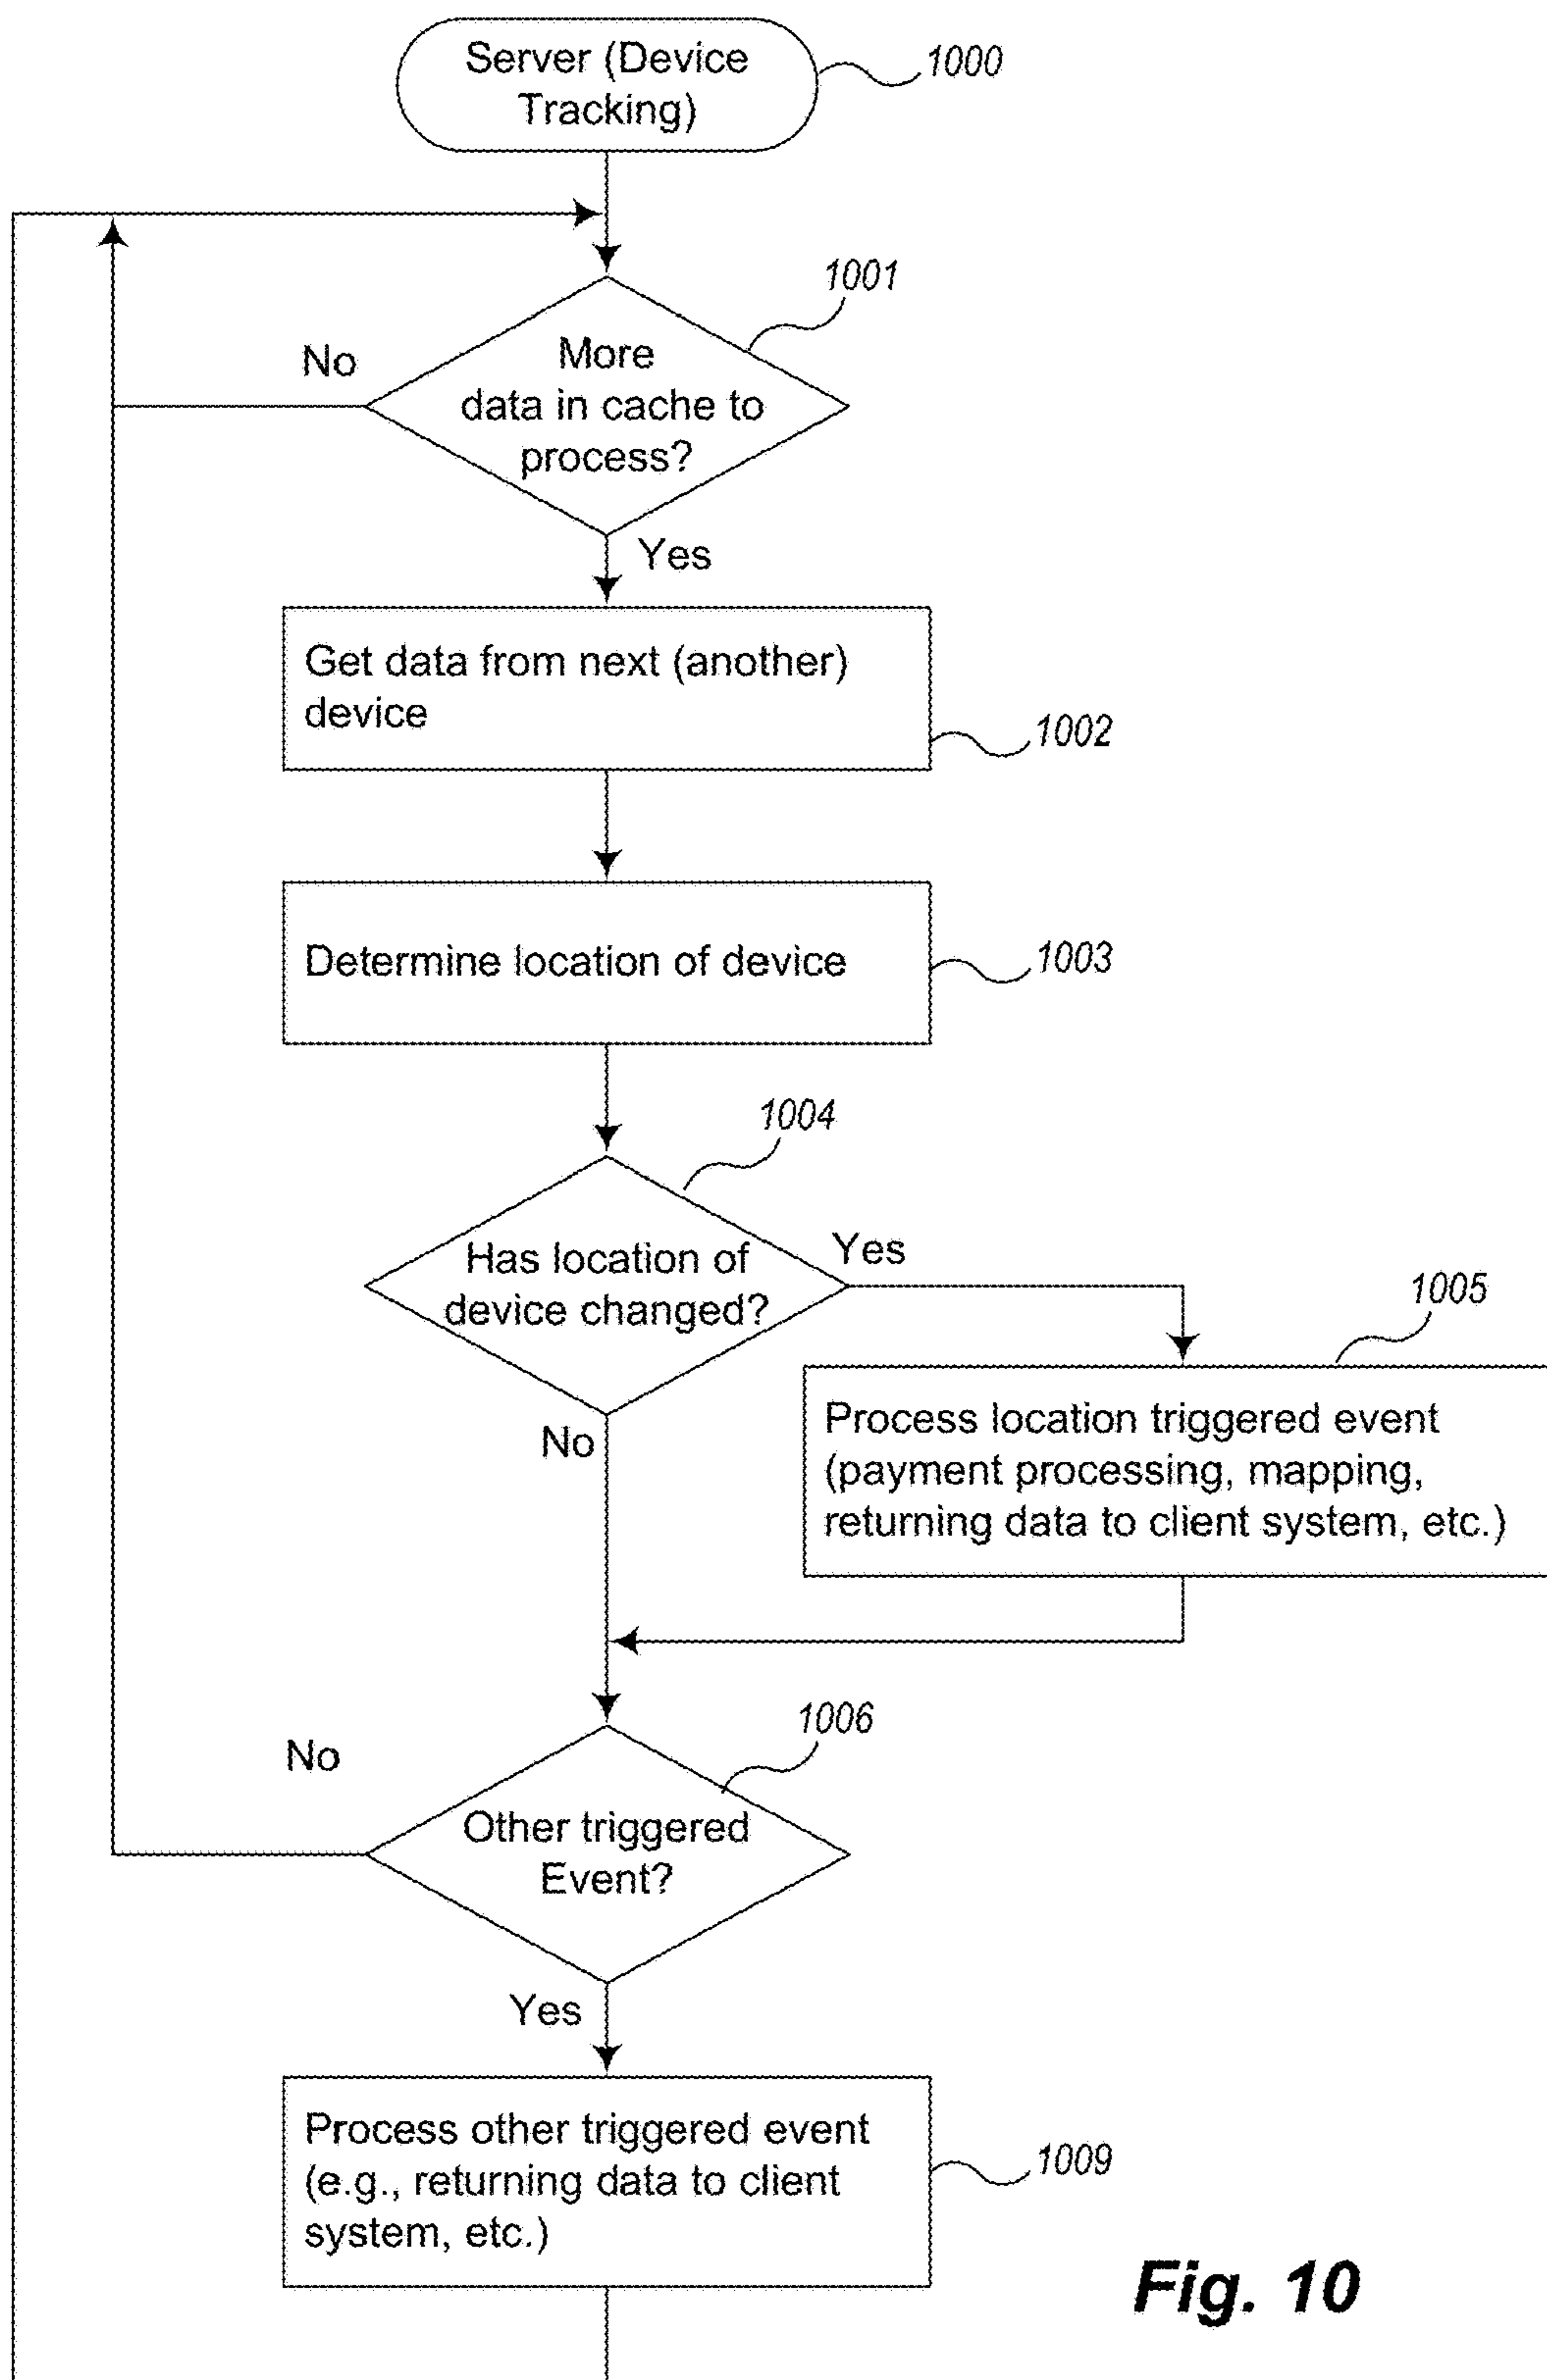 Server (Device
Tracking)
1000
1001
No
More
data in cache to
process?
Yes
Get data from next (another)
device
1002
Determine location of device
1003
1004
Has location of
device changed?
Yes
1005
No
Process location triggered event
(payment processing, mapping,
returning data to client system, etc.)
1006
No
Other triggered
Event?
Yes
Process other triggered event
(e.g., returning data to client
system, etc.)
1009
Fig. 10